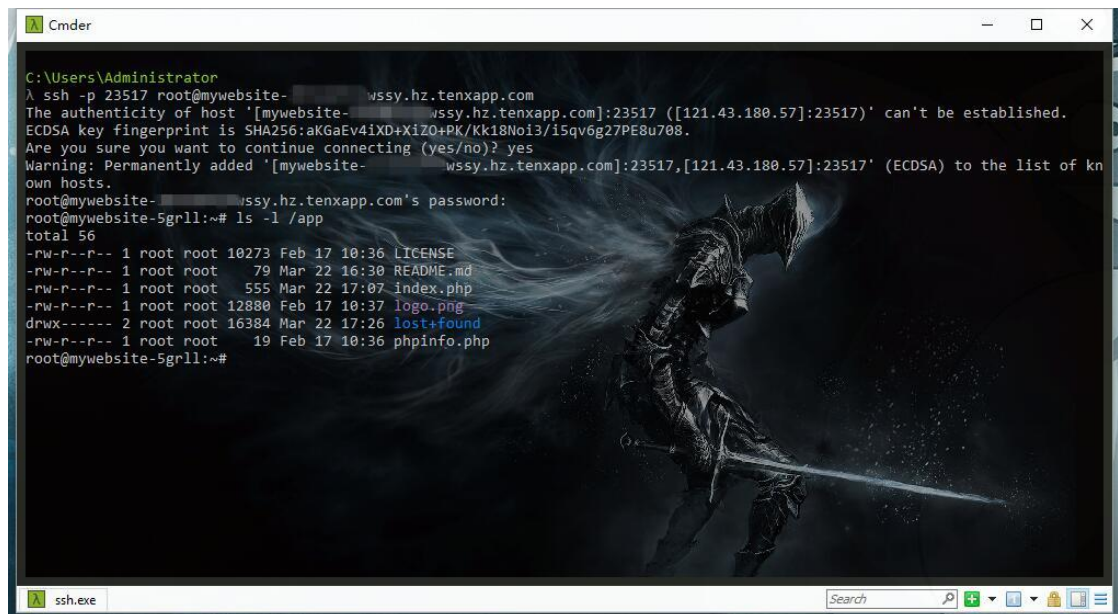 Cmder
C:\Users\Administrator
λ ssh -p 23517 root@mywebsite- wssy.hz.tenxapp.com
The authenticity of host '[mywebsite- wssy.hz.tenxapp.com]:23517 ([121.43.180.57]:23517)' can't be established.
ECDSA key fingerprint is SHA256:aKGaEv4iXD+XiZO+PK/Kk18Noi3/i5qv6g27PE8u708.
Are you sure you want to continue connecting (yes/no)? yes
Warning: Permanently added '[mywebsite- wssy.hz.tenxapp.com]:23517,[121.43.180.57]:23517' (ECDSA) to the list of kn
own hosts.
root@mywebsite- wssy.hz.tenxapp.com's password:
root@mywebsite-5grll:~# ls -l /app
total 56
-rw-r--r-- 1 root root 10273 Feb 17 10:36 LICENSE
-rw-r--r-- 1 root root    79 Mar 22 16:30 README.md
-rw-r--r-- 1 root root   555 Mar 22 17:07 index.php
-rw-r--r-- 1 root root 12880 Feb 17 10:37 logo.png
drwx------ 2 root root 16384 Mar 22 17:26 lost+found
-rw-r--r-- 1 root root    19 Feb 17 10:36 phpinfo.php
root@mywebsite-5grll:~#
ssh.exe
Search